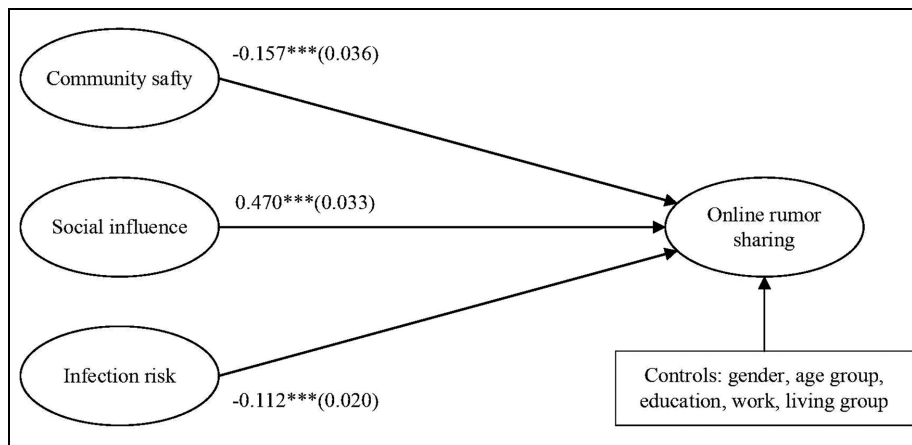 -0.157***(0.036)
Community safty
0.470***(0.033)
Social influence
Online rumor
sharing
Infection risk
-0.112***(0.020)
Controls: gender, age group,
education, work, living group